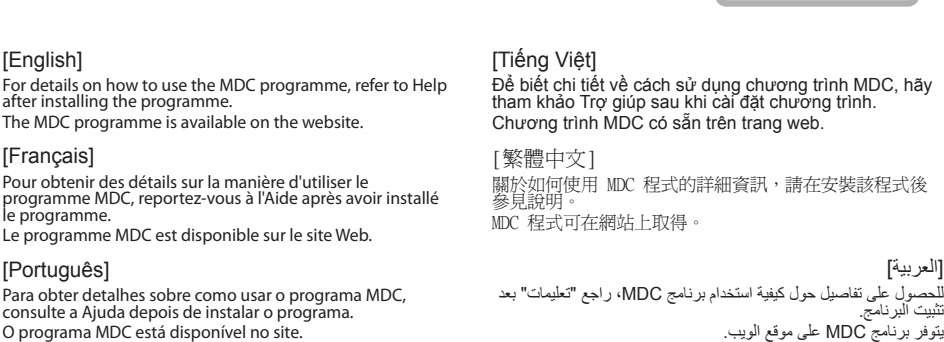 [English]
For details on how to use the MDC programme, refer to Help
after installing the programme.
The MDC programme is available on the website.
[Français]
Pour obtenir des détails sur la manière d'utiliser le
programme MDC, reportez-vous à l'Aide après avoir installé
le programme.
Le programme MDC est disponible sur le site Web.
[Português]
Para obter detalhes sobre como usar o programa MDC,
consulte a Ajuda depois de instalar o programa.
O programa MDC está disponível no site.
[Tiếng Việt]
Để biết chi tiết về cách sử dụng chương trình MDC, hãy
tham khảo Trợ giúp sau khi cài đặt chương trình.
Chương trình MDC có sẵn trên trang web.
[繁體中文]
關於如何使用 MDC 程式的詳細資訊，請在安裝該程式後
參見說明。
MDC 程式可在網站上取得。
[العربية]
للحصول على تفاصيل حول كيفية استخدام برنامج MDC، راجع "تعليمات" بعد
تثبيت البرنامج.
يتوفر برنامج MDC على موقع الويب.